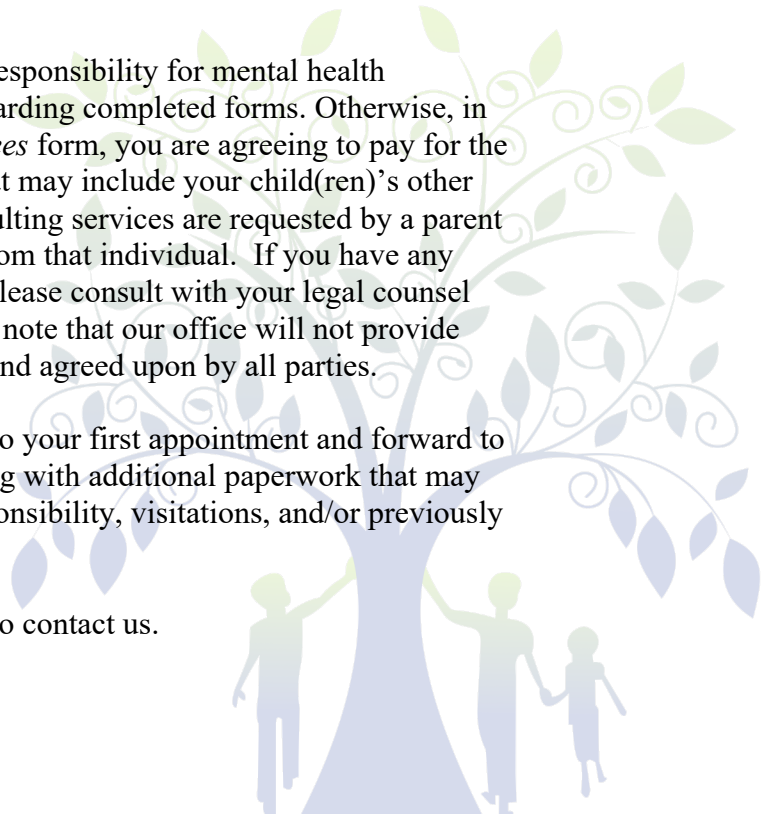 esponsibility for mental health
arding completed forms. Otherwise, in
es form, you are agreeing to pay for the
t may include your child(ren)’s other
ulting services are requested by a parent
om that individual.  If you have any
lease consult with your legal counsel
note that our office will not provide
nd agreed upon by all parties.
o your first appointment and forward to
g with additional paperwork that may
onsibility, visitations, and/or previously
o contact us.